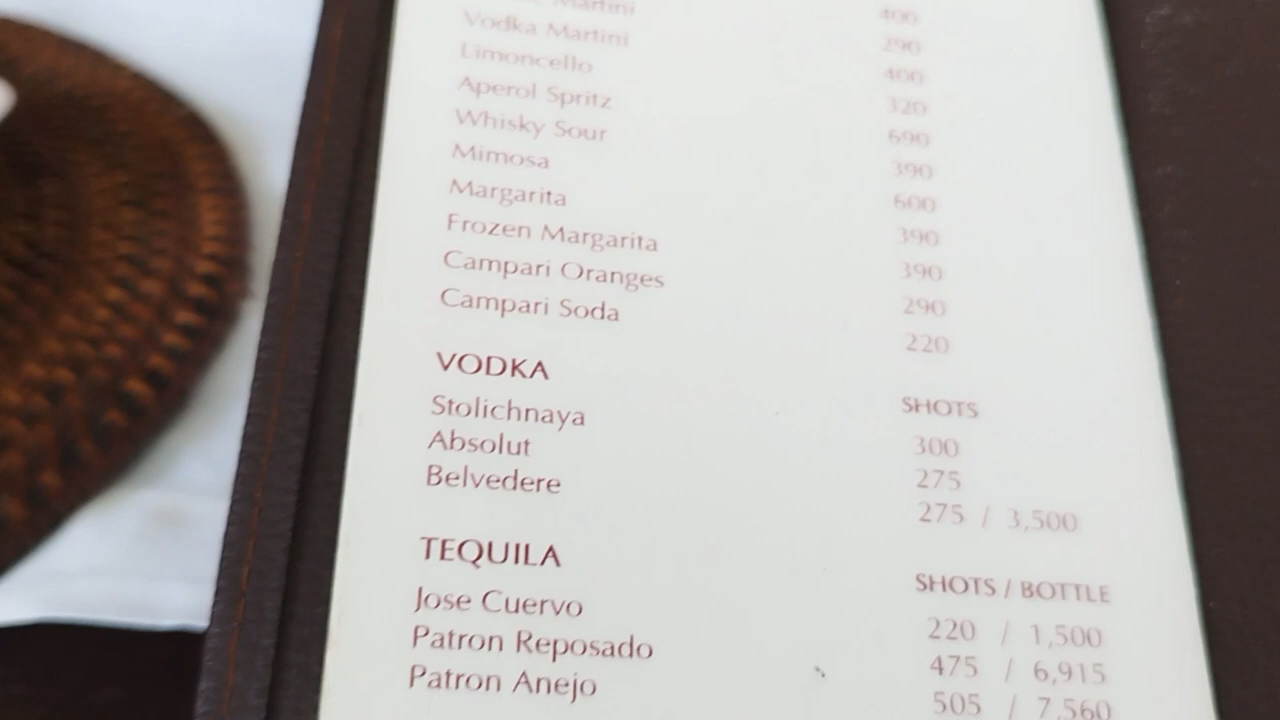 400
Martini 290
Vodka Martini 400
Limoncello 320
Aperol Spritz 690
Whisky Sour 390
Mimosa 600
Margarita 390
Frozen Margarita 390
Campari Oranges 290
Campari Soda 220
VODKA SHOTS
Stolichnaya 300
Absolut 275
Belvedere 275 / 3,500
TEQUILA SHOTS / BOTTLE
Jose Cuervo 220 / 1,500
Patron Reposado 475 / 6,915
Patron Anejo 505 / 7,560